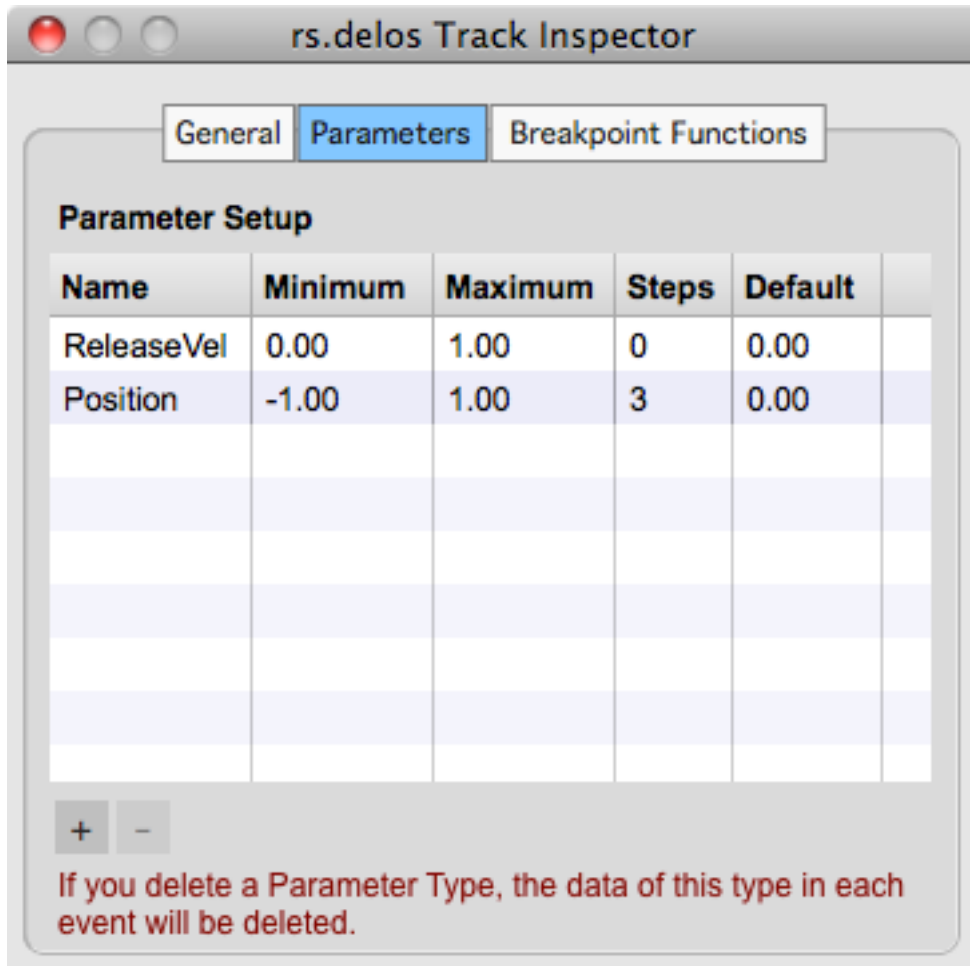 rs.delos Track Inspector
General Parameters Breakpoint Functions
Parameter Setup
Name Minimum Maximum Steps Default
ReleaseVel 0.00 1.00 0 0.00
Position -1.00 1.00 3 0.00
+ -
If you delete a Parameter Type, the data of this type in each
event will be deleted.